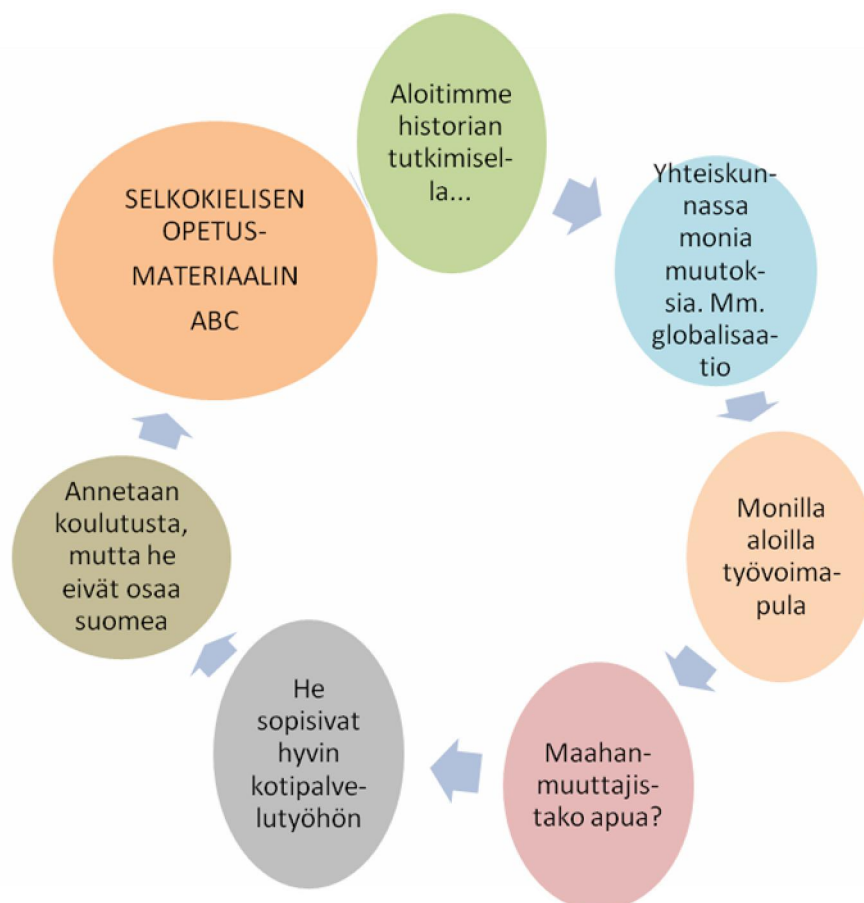 Aloitimme
historian
tutkimisel-
la...
Yhteiskun-
nassa
monia
muutok-
sia. Mm.
globalisaa-
tio
Monilla
aloilla
työvoima-
pula
Maahan-
muuttajis-
tako apua?
He
sopisivat
hyvin
kotipalve-
lutyöhön
Annetaan
koulutusta,
mutta he
eivät osaa
suomea
SELKOKIELISEN
OPETUS-
MATERIAALIN
ABC